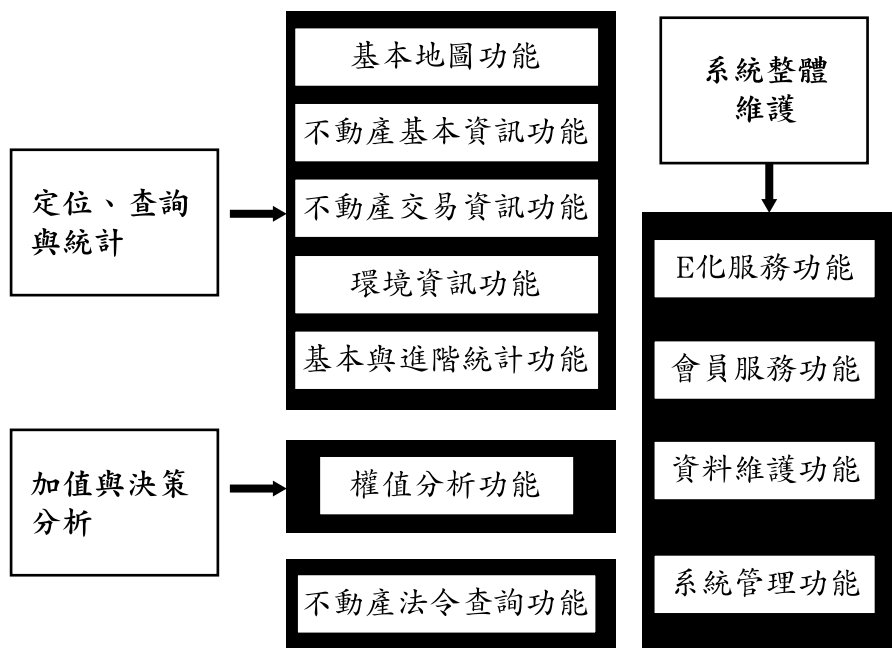 定位、查詢
與統計
基本地圖功能
不動產基本資訊功能
不動產交易資訊功能
環境資訊功能
基本與進階統計功能
加值與決策
分析
權值分析功能
不動產法令查詢功能
系統整體
維護
E化服務功能
會員服務功能
資料維護功能
系統管理功能